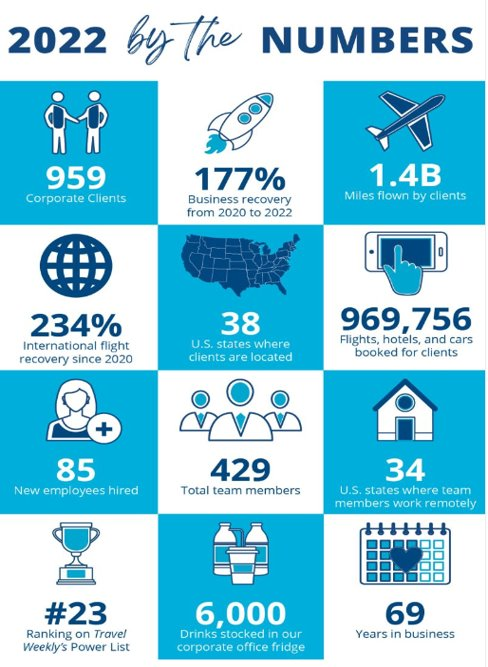 2022 by the NUMBERS
959
Corporate Clients
177%
Business recovery
from 2020 to 2022
1.4B
Miles flown by clients
234%
International flight
recovery since 2020
38
U.S. states where
clients are located
969,756
Flights, hotels, and cars
booked for clients
85
New employees hired
429
Total team members
34
U.S. states where team
members work remotely
#23
Ranking on Travel
Weekly's Power List
6,000
Drinks stocked in our
corporate office fridge
69
Years in business